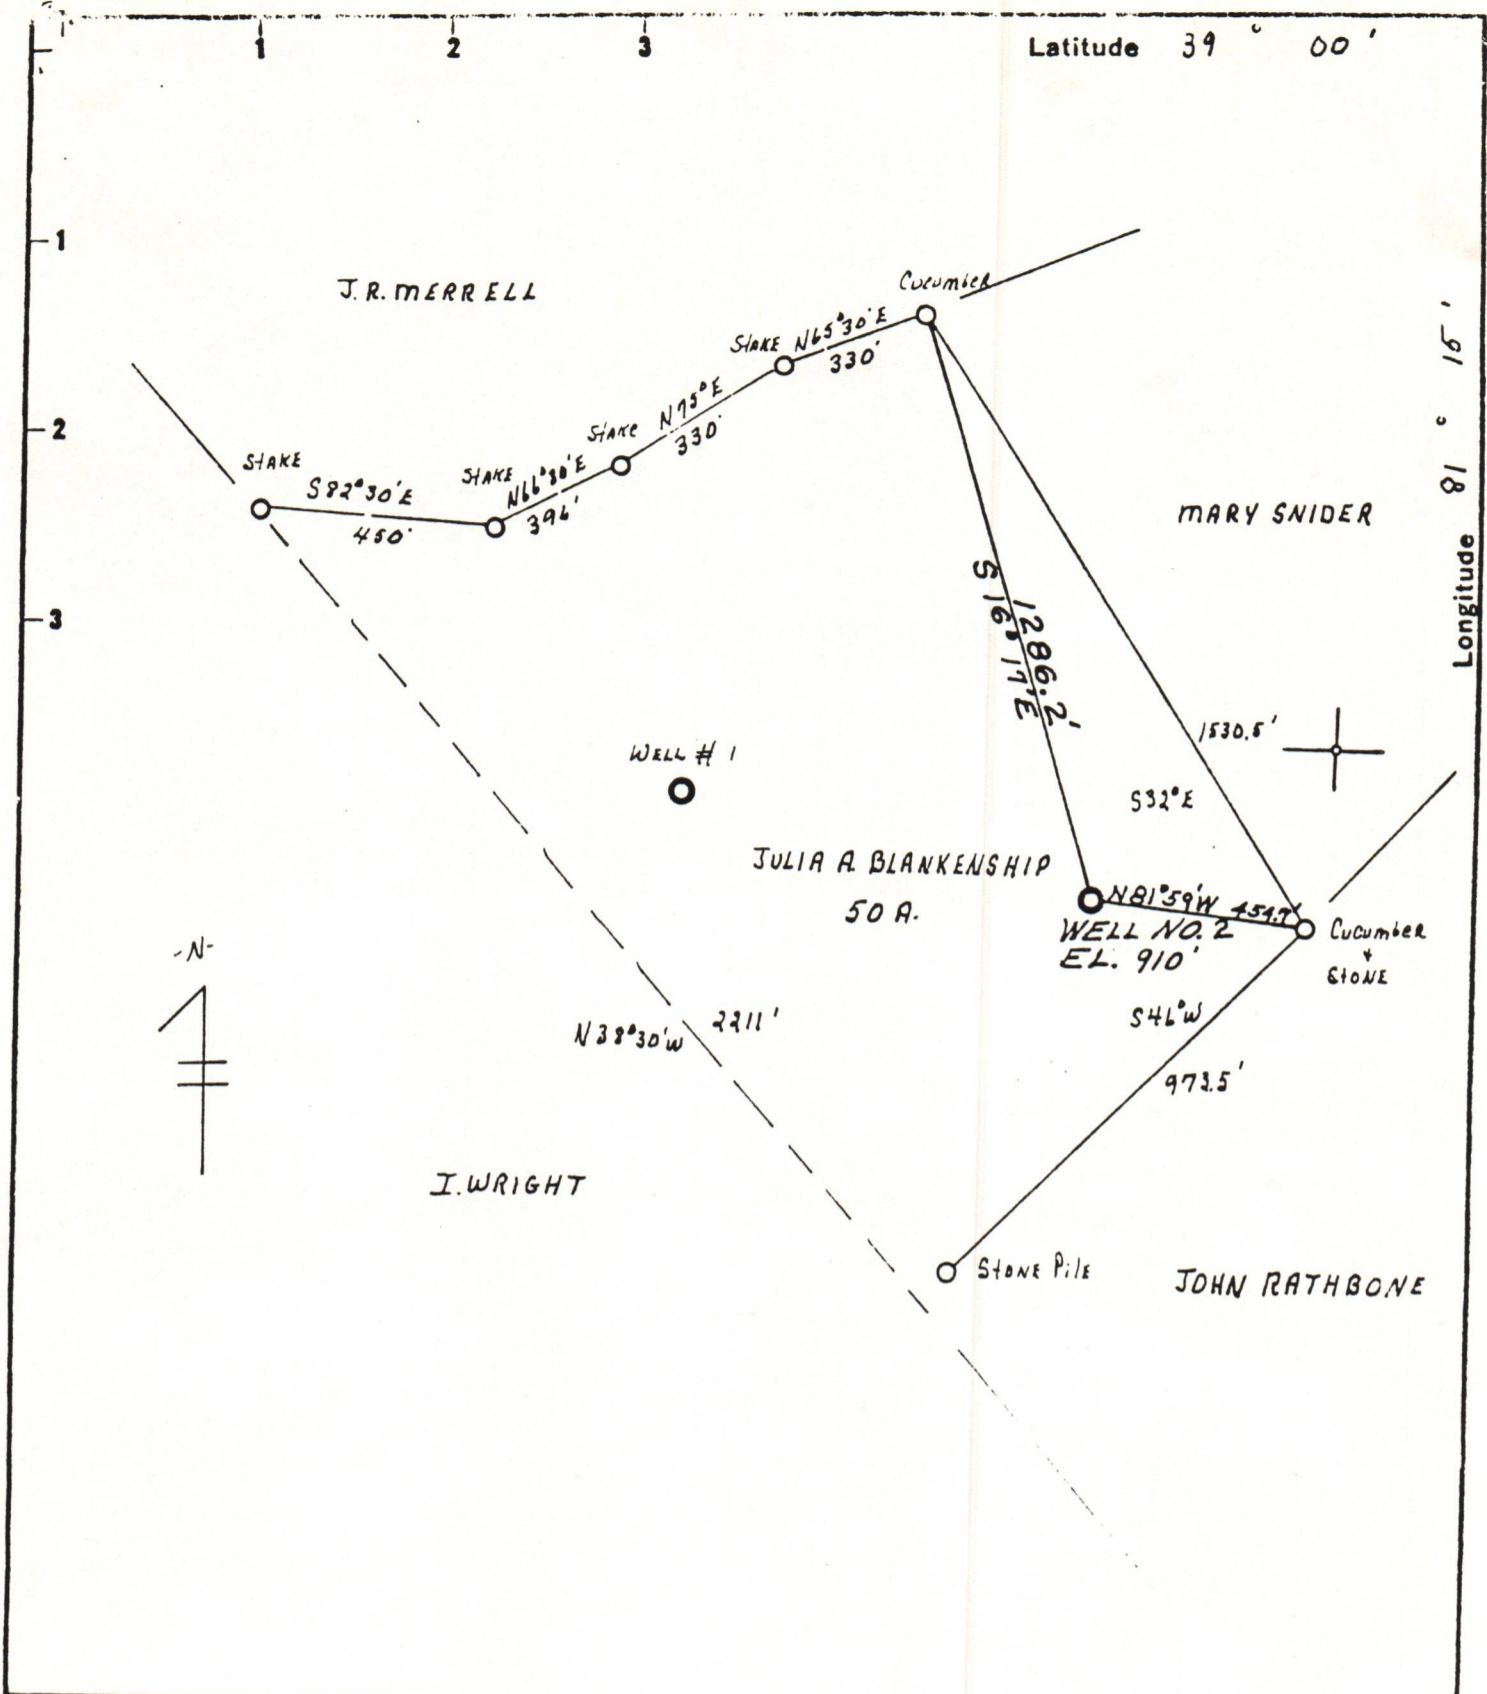 1 2 3 Latitude 39° 00'
1
2
3
Longitude 81° 15'
J.R. MERRELL
Cucumber
STAKE N65°30'E
330'
STAKE N75°E
330'
STAKE
S82°30'E
450'
STAKE
N66°30'E
396'
MARY SNIDER
1286.2'
S 16° 17'E
1530.5'
S32°E
WELL # 1
JULIA A. BLANKENSHIP
50 A.
N81°59'W 454.7'
WELL NO. 2
EL. 910'
Cucumber
+
STONE
-N-
N38°30'W 2211'
S46°W
973.5'
I. WRIGHT
STONE Pile
JOHN RATHBONE